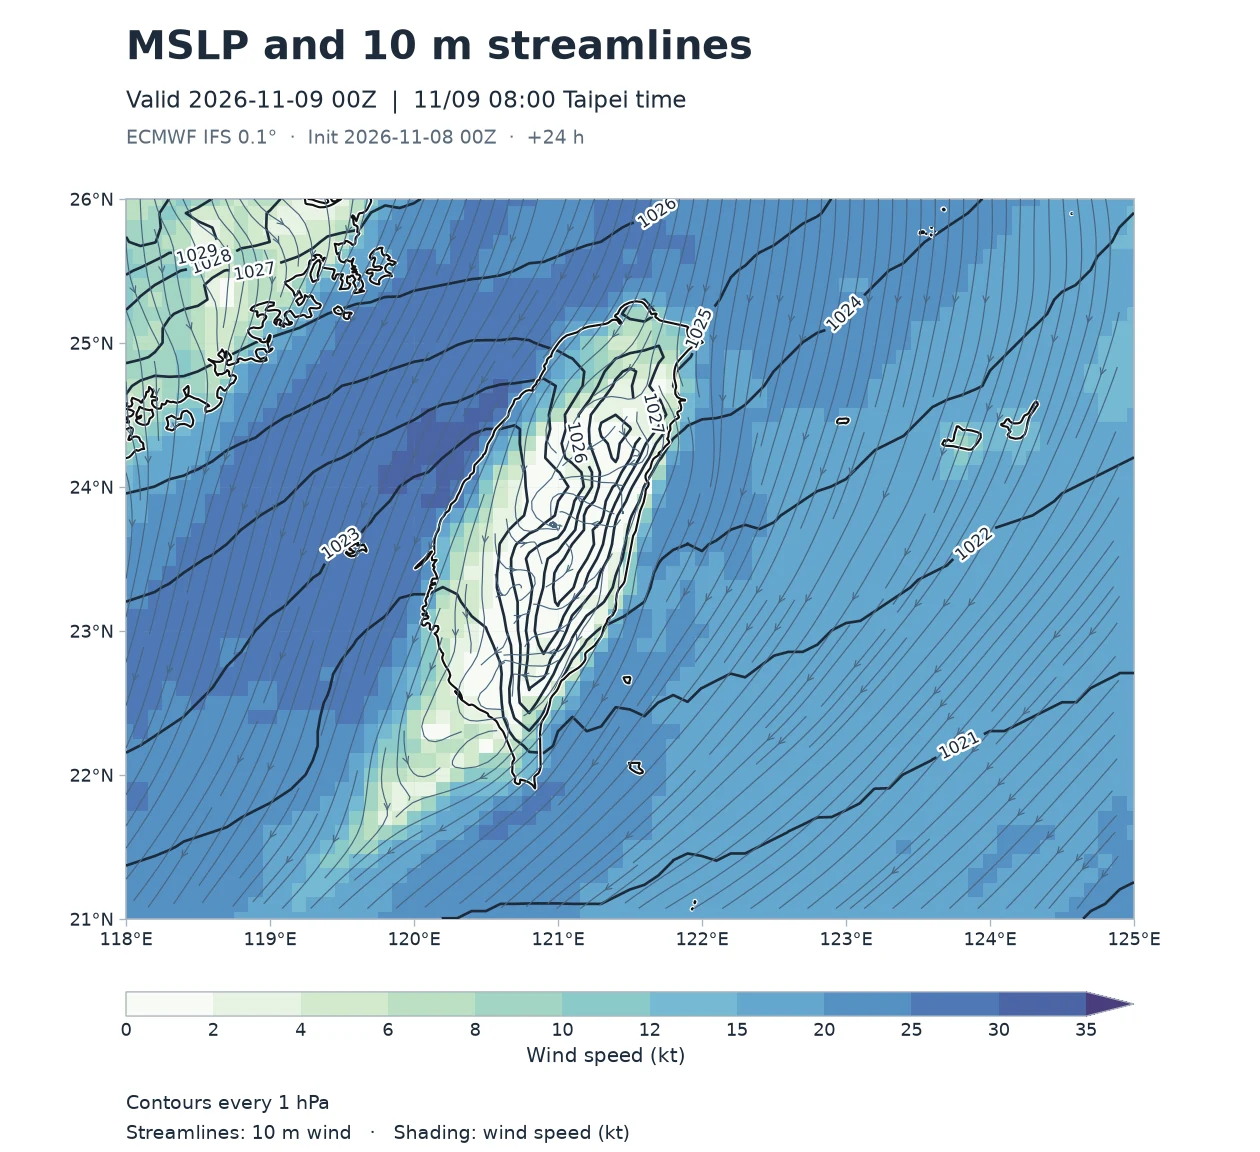 MSLP and 10 m streamlines
Valid 2026-11-09 00Z | 11/09 08:00 Taipei time
ECMWF IFS 0.1° · Init 2026-11-08 00Z · +24 h
26°N
1026
1029
1028
1027
1025
1024
25°N
1027
1026
24°N
1023
1022
23°N
1021
22°N
21°N
118°E 119°E 120°E 121°E 122°E 123°E 124°E 125°E
0 2 4 6 8 10 12 15 20 25 30 35
Wind speed (kt)
Contours every 1 hPa
Streamlines: 10 m wind · Shading: wind speed (kt)